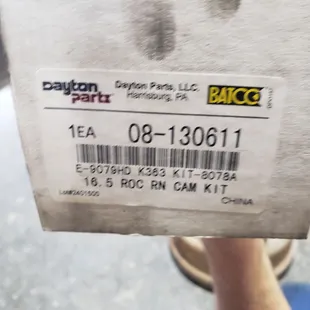 Dayton parts
Dayton Parts, LLC.
Harrisburg, PA
BATCO
1EA 08-130611
E-9079HD K363 KIT-8078A
16.5 ROC RN CAM KIT
CHINA